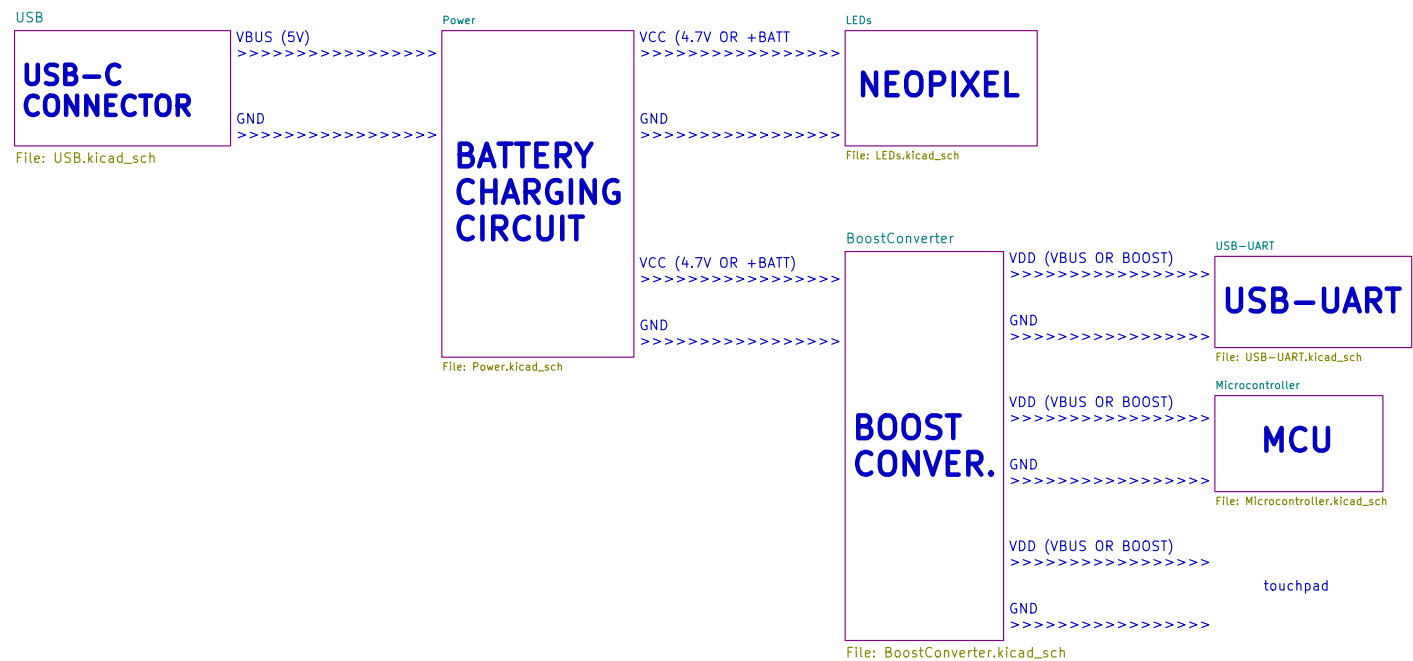 USB
USB-C
CONNECTOR
File: USB.kicad_sch
VBUS (5V)
>>>>>>>>>>>>>>>>>
GND
>>>>>>>>>>>>>>>>>
Power
BATTERY
CHARGING
CIRCUIT
File: Power.kicad_sch
VCC (4.7V OR +BATT
>>>>>>>>>>>>>>>>>
GND
>>>>>>>>>>>>>>>>>
LEDs
NEOPIXEL
File: LEDs.kicad_sch
VCC (4.7V OR +BATT)
>>>>>>>>>>>>>>>>>
GND
>>>>>>>>>>>>>>>>>
BoostConverter
BOOST
CONVER.
File: BoostConverter.kicad_sch
VDD (VBUS OR BOOST)
>>>>>>>>>>>>>>>>>
GND
>>>>>>>>>>>>>>>>>
USB-UART
USB-UART
File: USB-UART.kicad_sch
VDD (VBUS OR BOOST)
>>>>>>>>>>>>>>>>>
GND
>>>>>>>>>>>>>>>>>
Microcontroller
MCU
File: Microcontroller.kicad_sch
VDD (VBUS OR BOOST)
>>>>>>>>>>>>>>>>>
GND
>>>>>>>>>>>>>>>>>
touchpad